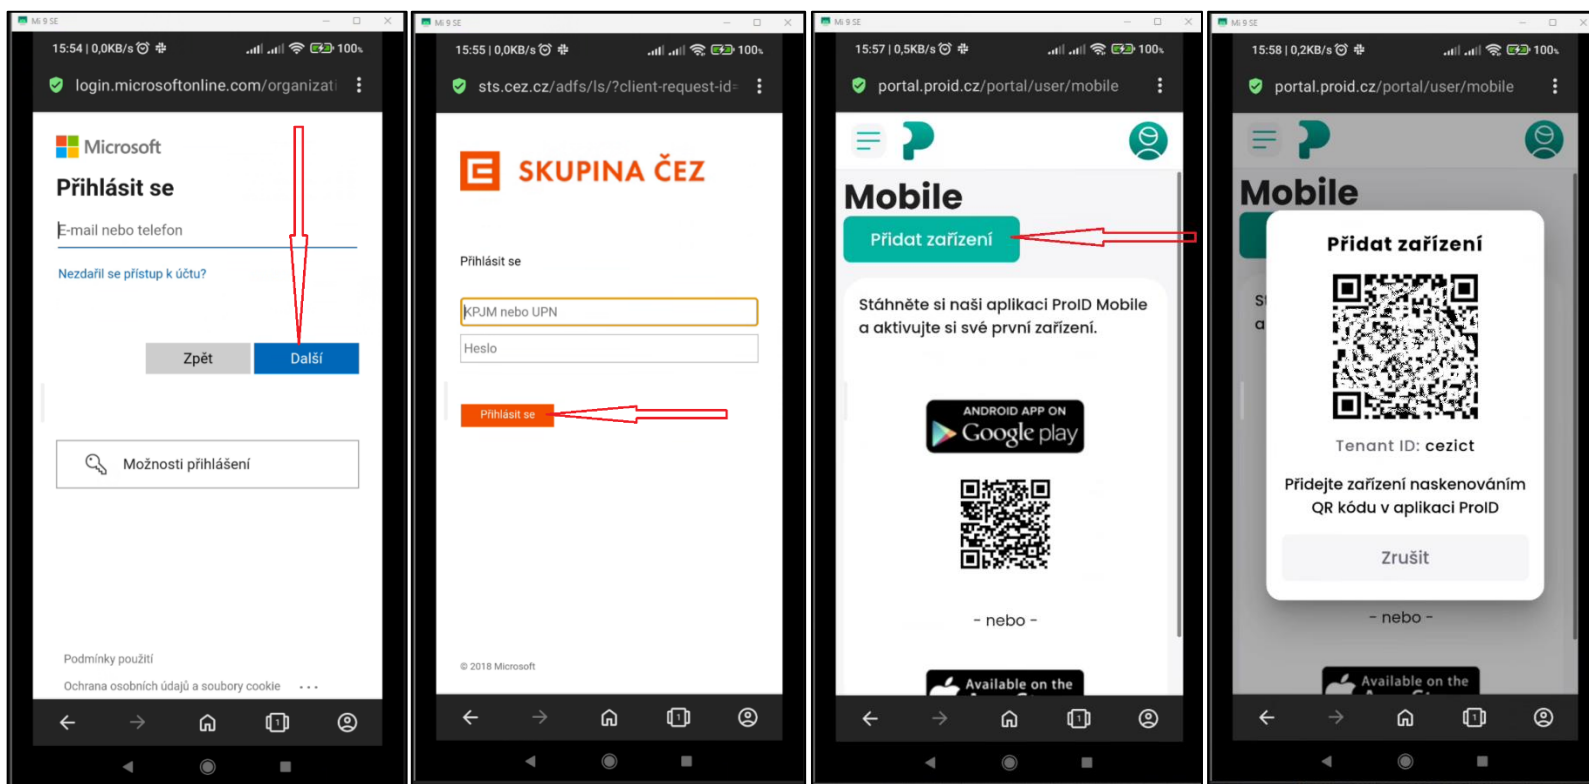 Mi 9 SE
15:54 | 0,0KB/s
100%
login.microsoftonline.com/organizati
Microsoft
Přihlásit se
E-mail nebo telefon
Nezdařil se přístup k účtu?
Zpět
Další
Možnosti přihlášení
Podmínky použití
Ochrana osobních údajů a soubory cookie
...
1
Mi 9 SE
15:55 | 0,0KB/s
100%
sts.cez.cz/adfs/ls/?client-request-id=
SKUPINA ČEZ
Přihlásit se
KPJM nebo UPN
Heslo
Přihlásit se
© 2018 Microsoft
1
Mi 9 SE
15:57 | 0,5KB/s
100%
portal.proid.cz/portal/user/mobile
Mobile
Přidat zařízení
Stáhněte si naši aplikaci ProID Mobile
a aktivujte si své první zařízení.
ANDROID APP ON
Google play
- nebo -
Available on the
1
Mi 9 SE
15:58 | 0,2KB/s
100%
portal.proid.cz/portal/user/mobile
Mobile
Přidat zařízení
Tenant ID: cezict
Přidejte zařízení naskenováním
QR kódu v aplikaci ProID
Zrušit
- nebo -
Available on the
1